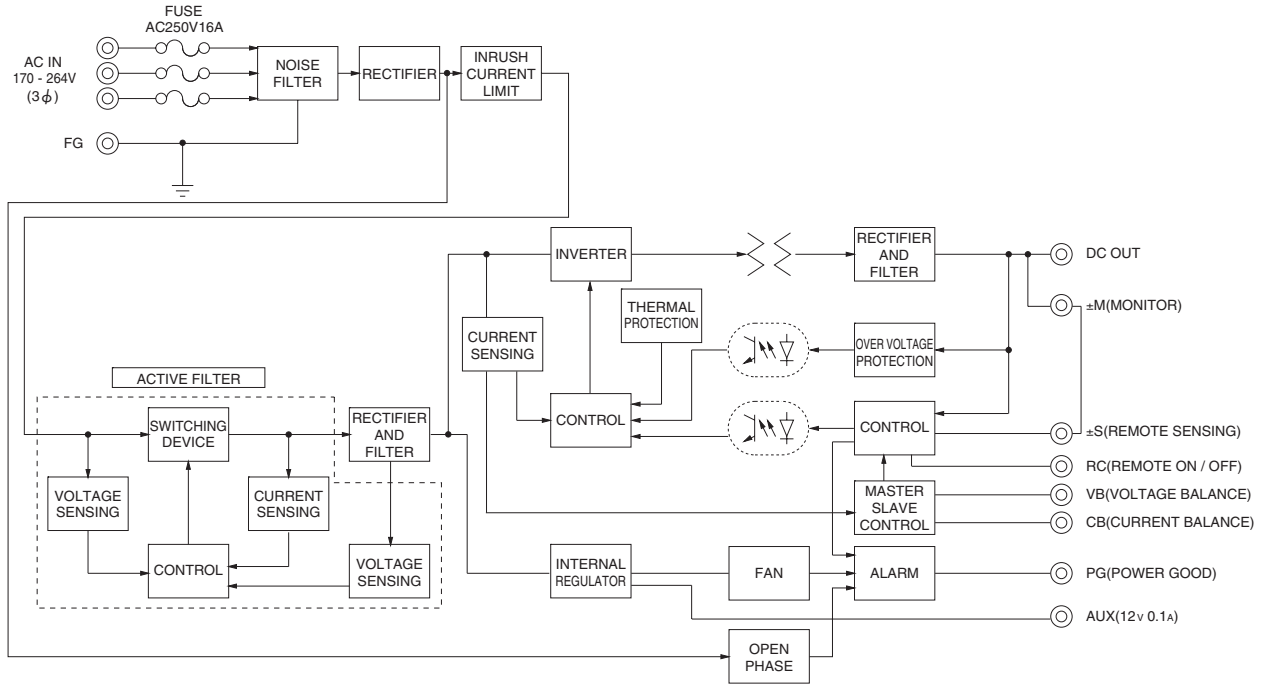 FUSE
AC250V16A
AC IN
170 - 264V
(3ϕ)
NOISE
FILTER
RECTIFIER
INRUSH
CURRENT
LIMIT
FG
INVERTER
RECTIFIER
AND
FILTER
DC OUT
THERMAL
PROTECTION
±M(MONITOR)
CURRENT
SENSING
OVER VOLTAGE
PROTECTION
ACTIVE FILTER
SWITCHING
DEVICE
RECTIFIER
AND
FILTER
CONTROL
CONTROL
±S(REMOTE SENSING)
RC(REMOTE ON / OFF)
VOLTAGE
SENSING
CURRENT
SENSING
MASTER
SLAVE
CONTROL
VB(VOLTAGE BALANCE)
CB(CURRENT BALANCE)
CONTROL
VOLTAGE
SENSING
INTERNAL
REGULATOR
FAN
ALARM
PG(POWER GOOD)
AUX(12V 0.1A)
OPEN
PHASE